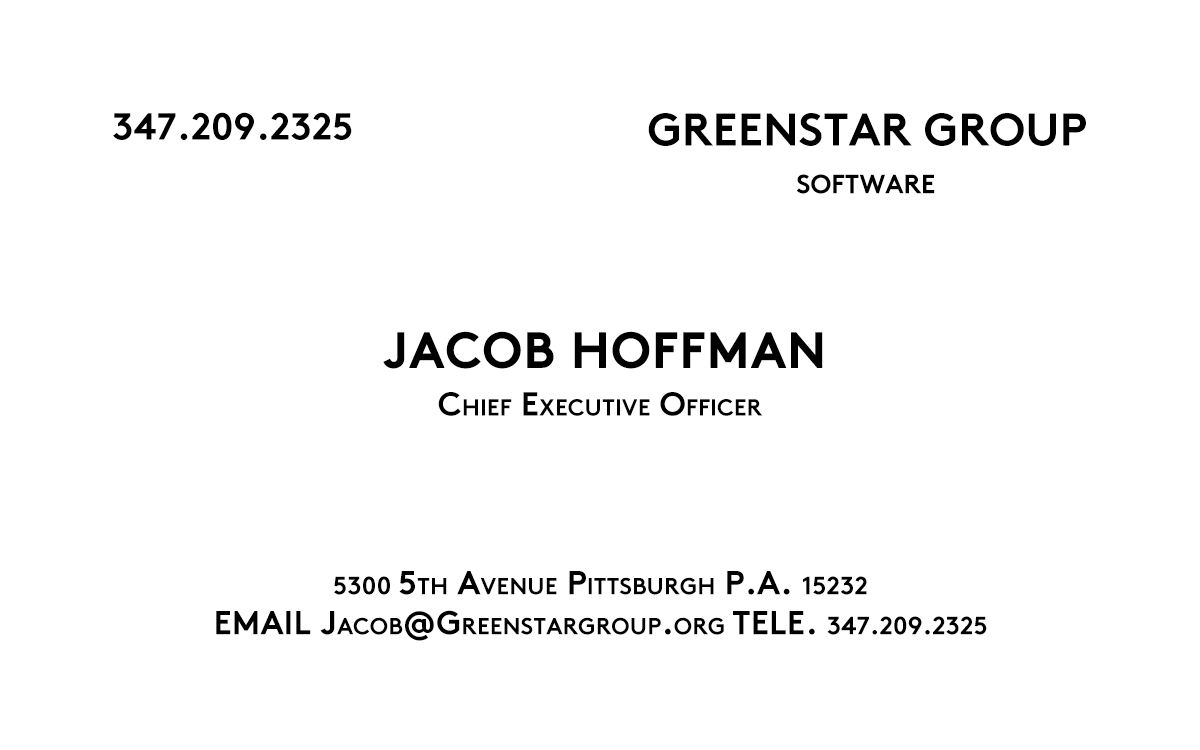 347.209.2325
GREENSTAR GROUP
SOFTWARE
JACOB HOFFMAN
Chief Executive Officer
5300 5th Avenue Pittsburgh P.A. 15232
EMAIL Jacob@Greenstargroup.org TELE. 347.209.2325